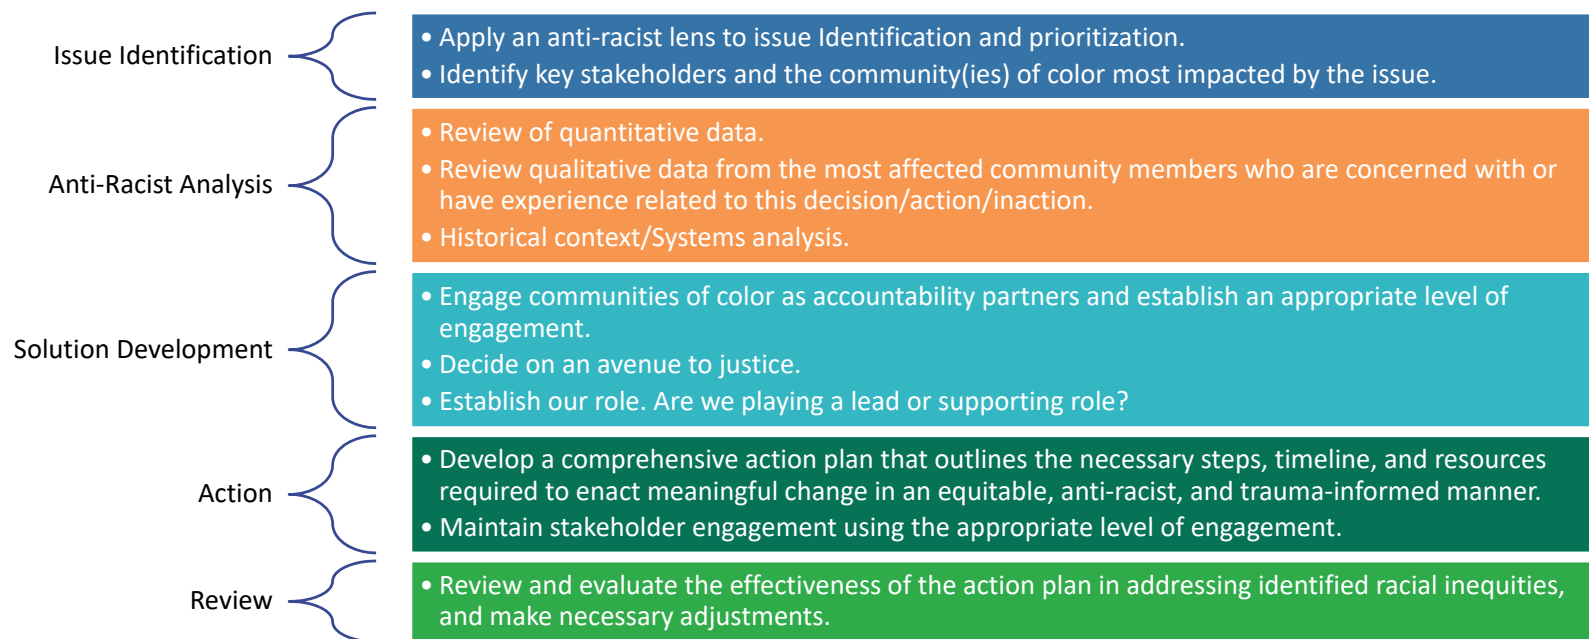 Issue Identification
• Apply an anti-racist lens to issue Identification and prioritization.
• Identify key stakeholders and the community(ies) of color most impacted by the issue.
Anti-Racist Analysis
• Review of quantitative data.
• Review qualitative data from the most affected community members who are concerned with or
have experience related to this decision/action/inaction.
• Historical context/Systems analysis.
Solution Development
• Engage communities of color as accountability partners and establish an appropriate level of
engagement.
• Decide on an avenue to justice.
• Establish our role. Are we playing a lead or supporting role?
Action
• Develop a comprehensive action plan that outlines the necessary steps, timeline, and resources
required to enact meaningful change in an equitable, anti-racist, and trauma-informed manner.
• Maintain stakeholder engagement using the appropriate level of engagement.
Review
• Review and evaluate the effectiveness of the action plan in addressing identified racial inequities,
and make necessary adjustments.